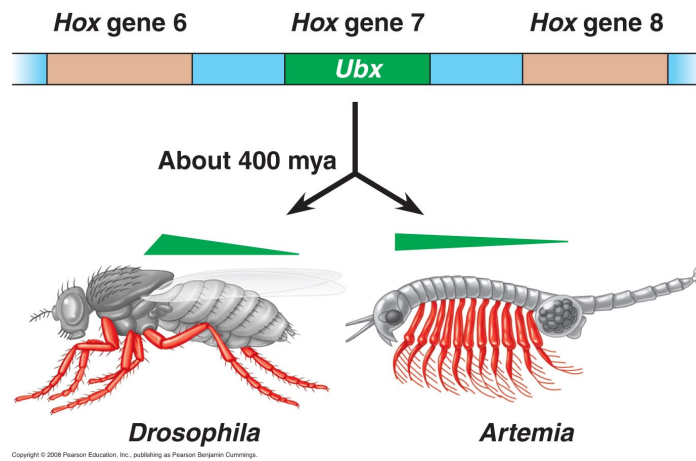 Hox gene 6 Hox gene 7 Hox gene 8
Ubx
About 400 mya
Drosophila Artemia
Copyright © 2008 Pearson Education, Inc., publishing as Pearson Benjamin Cummings.